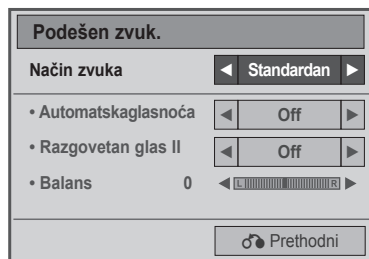 Podešen zvuk.
Način zvuka ◄ Standardan ►
• Automatskaglasnoća ◄ Off ►
• Razgovetan glas II ◄ Off ►
• Balans 0 ◄ L R ►
Prethodni